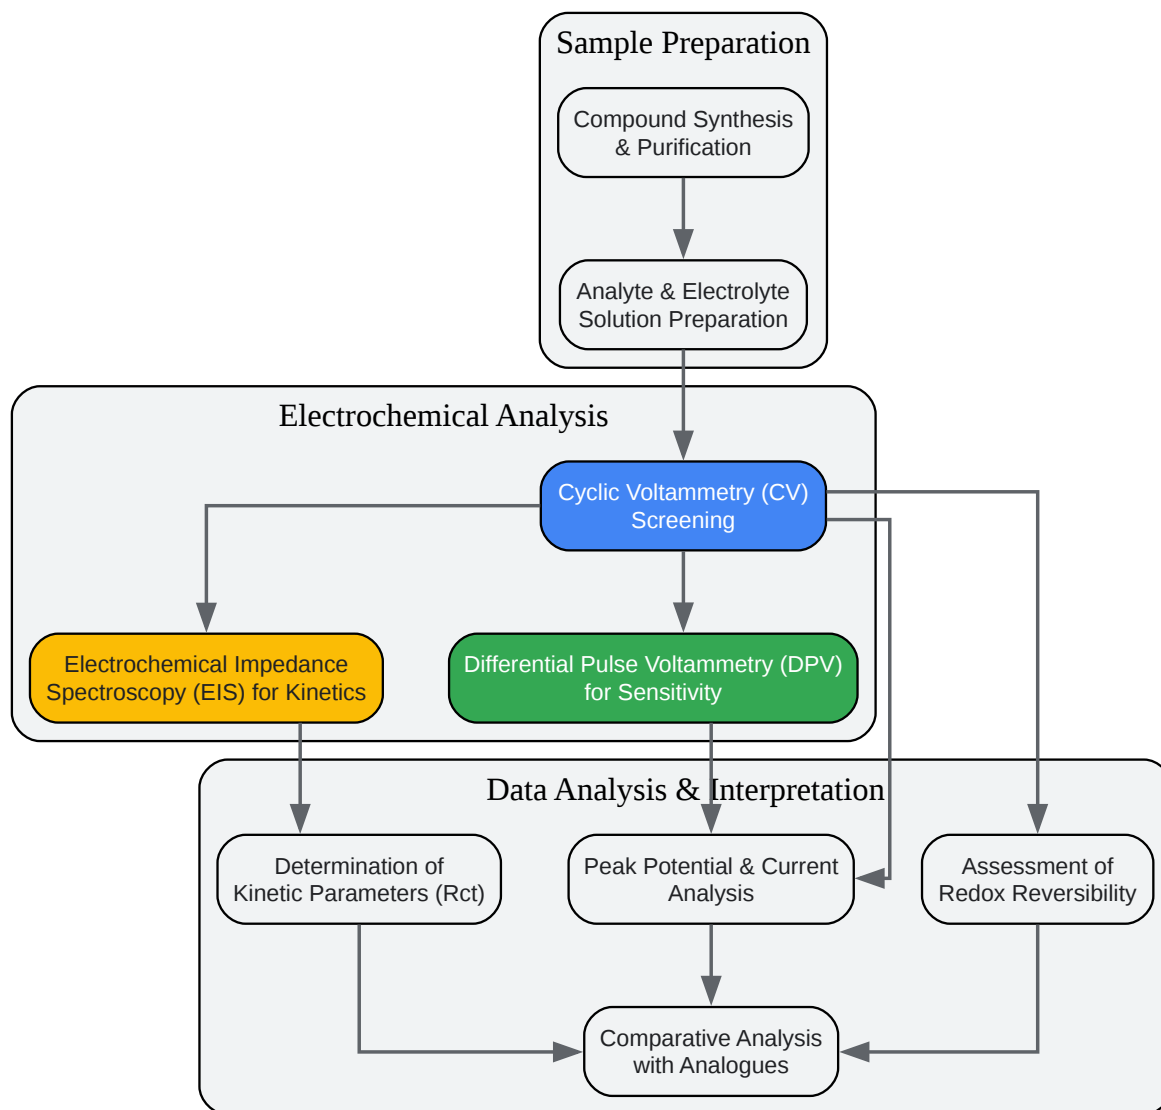 Sample Preparation
Compound Synthesis
& Purification
Analyte & Electrolyte
Solution Preparation
Electrochemical Analysis
Cyclic Voltammetry (CV)
Screening
Electrochemical Impedance
Spectroscopy (EIS) for Kinetics
Differential Pulse Voltammetry (DPV)
for Sensitivity
Data Analysis & Interpretation
Determination of
Kinetic Parameters (Rct)
Peak Potential & Current
Analysis
Assessment of
Redox Reversibility
Comparative Analysis
with Analogues